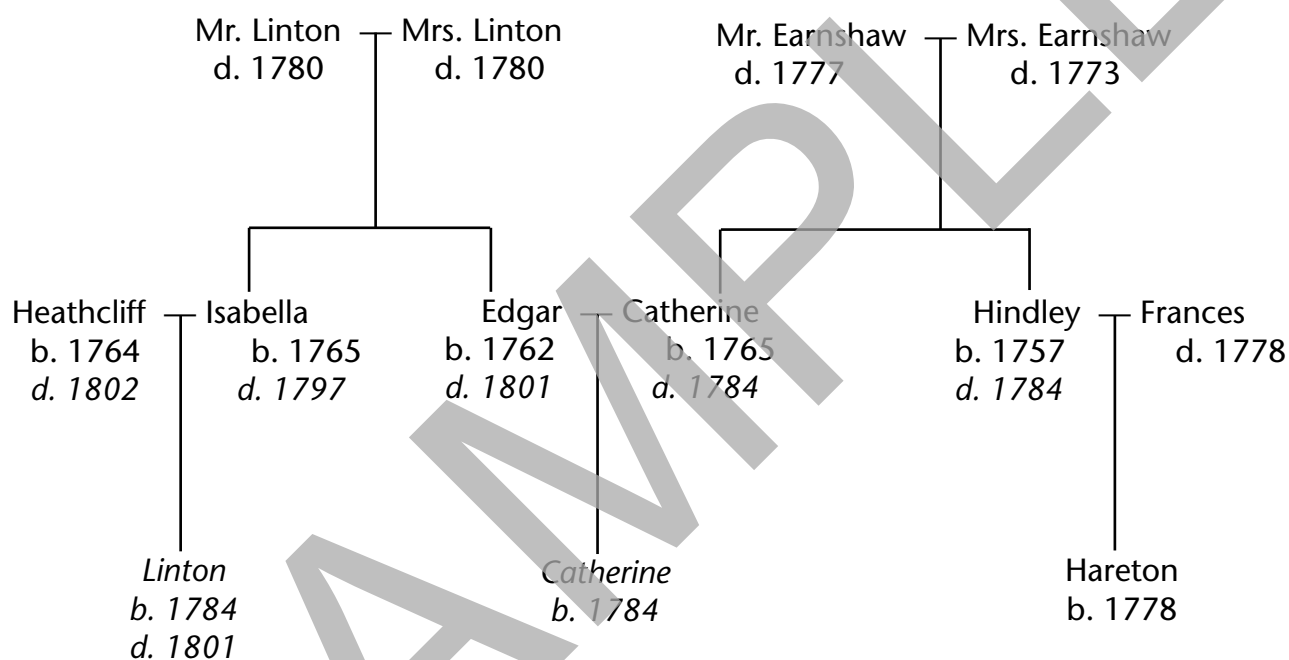 Mr. Linton Mrs. Linton
d. 1780 d. 1780
Mr. Earnshaw Mrs. Earnshaw
d. 1777 d. 1773
Heathcliff Isabella
b. 1764 b. 1765
d. 1802 d. 1797
Edgar Catherine
b. 1762 b. 1765
d. 1801 d. 1784
Hindley Frances
b. 1757 d. 1778
d. 1784
Linton
b. 1784
d. 1801
Catherine
b. 1784
Hareton
b. 1778
AMPL